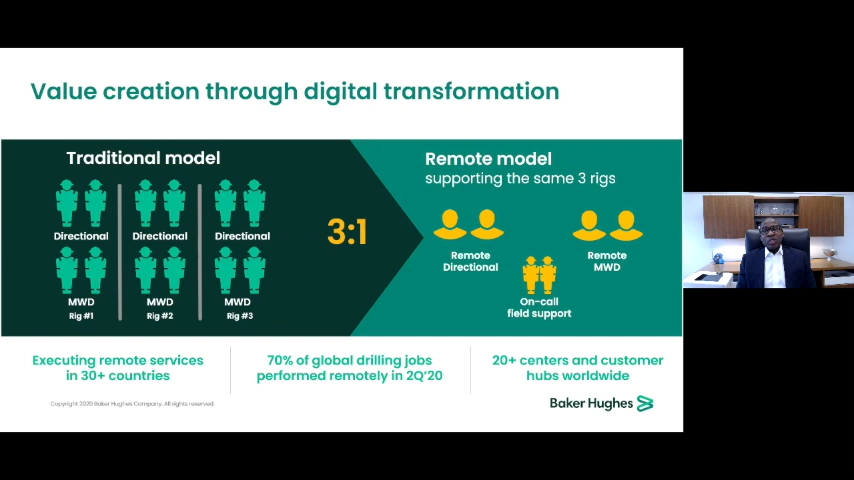 Value creation through digital transformation
Traditional model
Directional
Directional
Directional
MWD
MWD
MWD
Rig #1
Rig #2
Rig #3
3:1
Remote model
supporting the same 3 rigs
Remote
Directional
Remote
MWD
On-call
field support
Executing remote services
in 30+ countries
70% of global drilling jobs
performed remotely in 2Q'20
20+ centers and customer
hubs worldwide
Copyright 2020 Baker Hughes Company. All rights reserved.
Baker Hughes